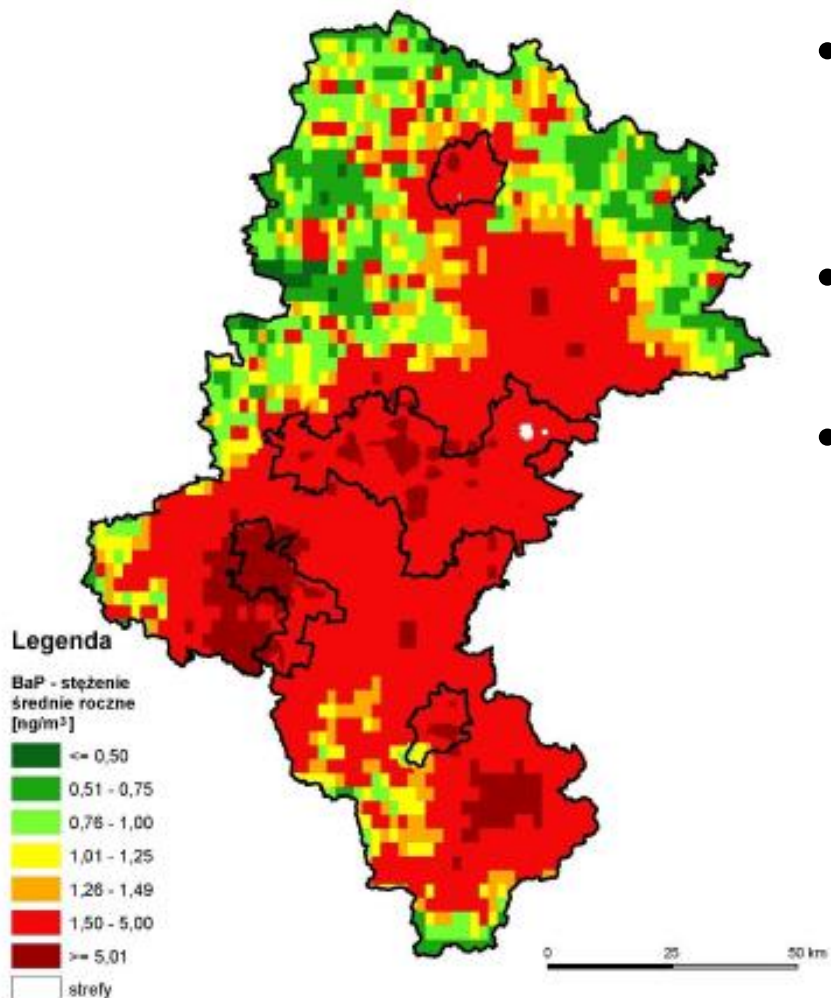 Legenda
BaP - stężenie
średnie roczne
[ng/m³]
<= 0,50
0,51 - 0,75
0,76 - 1,00
1,01 - 1,25
1,26 - 1,49
1,50 - 5,00
>= 5,01
strefy
0 25 50 km